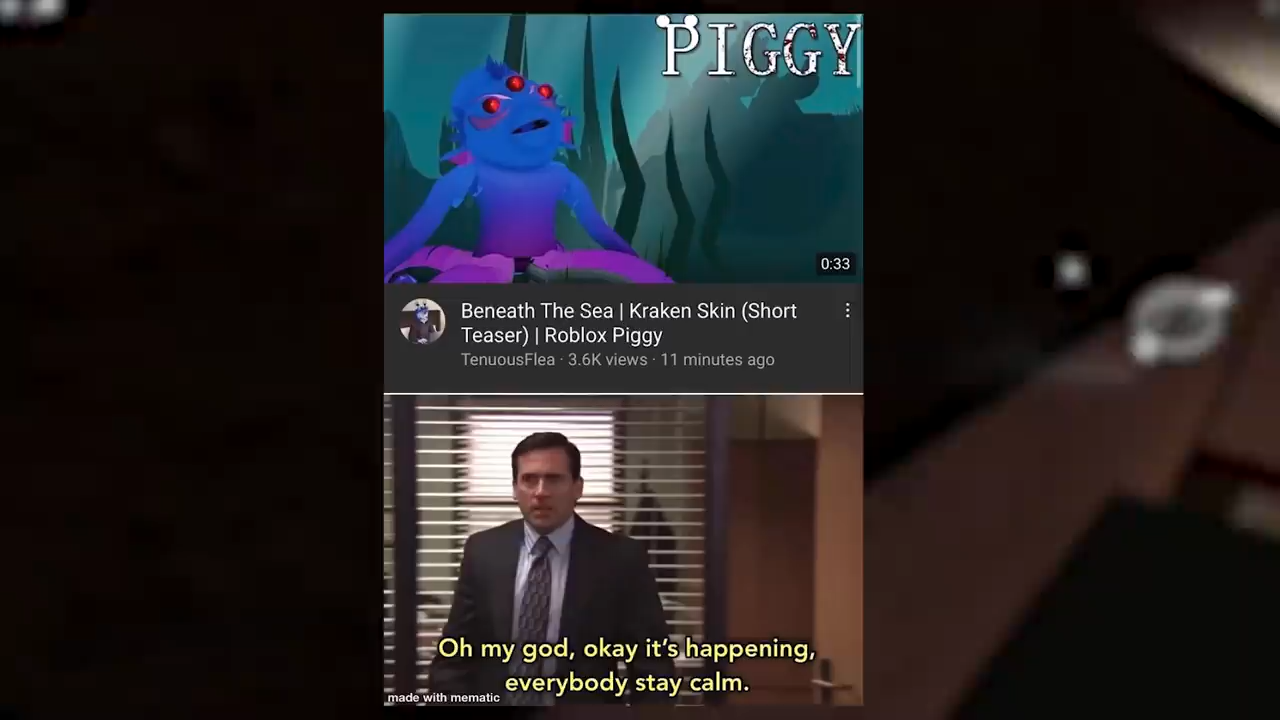 PIGGY
0:33
Beneath The Sea | Kraken Skin (Short
Teaser) | Roblox Piggy
TenuousFlea · 3.6K views · 11 minutes ago
Oh my god, okay it's happening,
everybody stay calm.
made with mematic